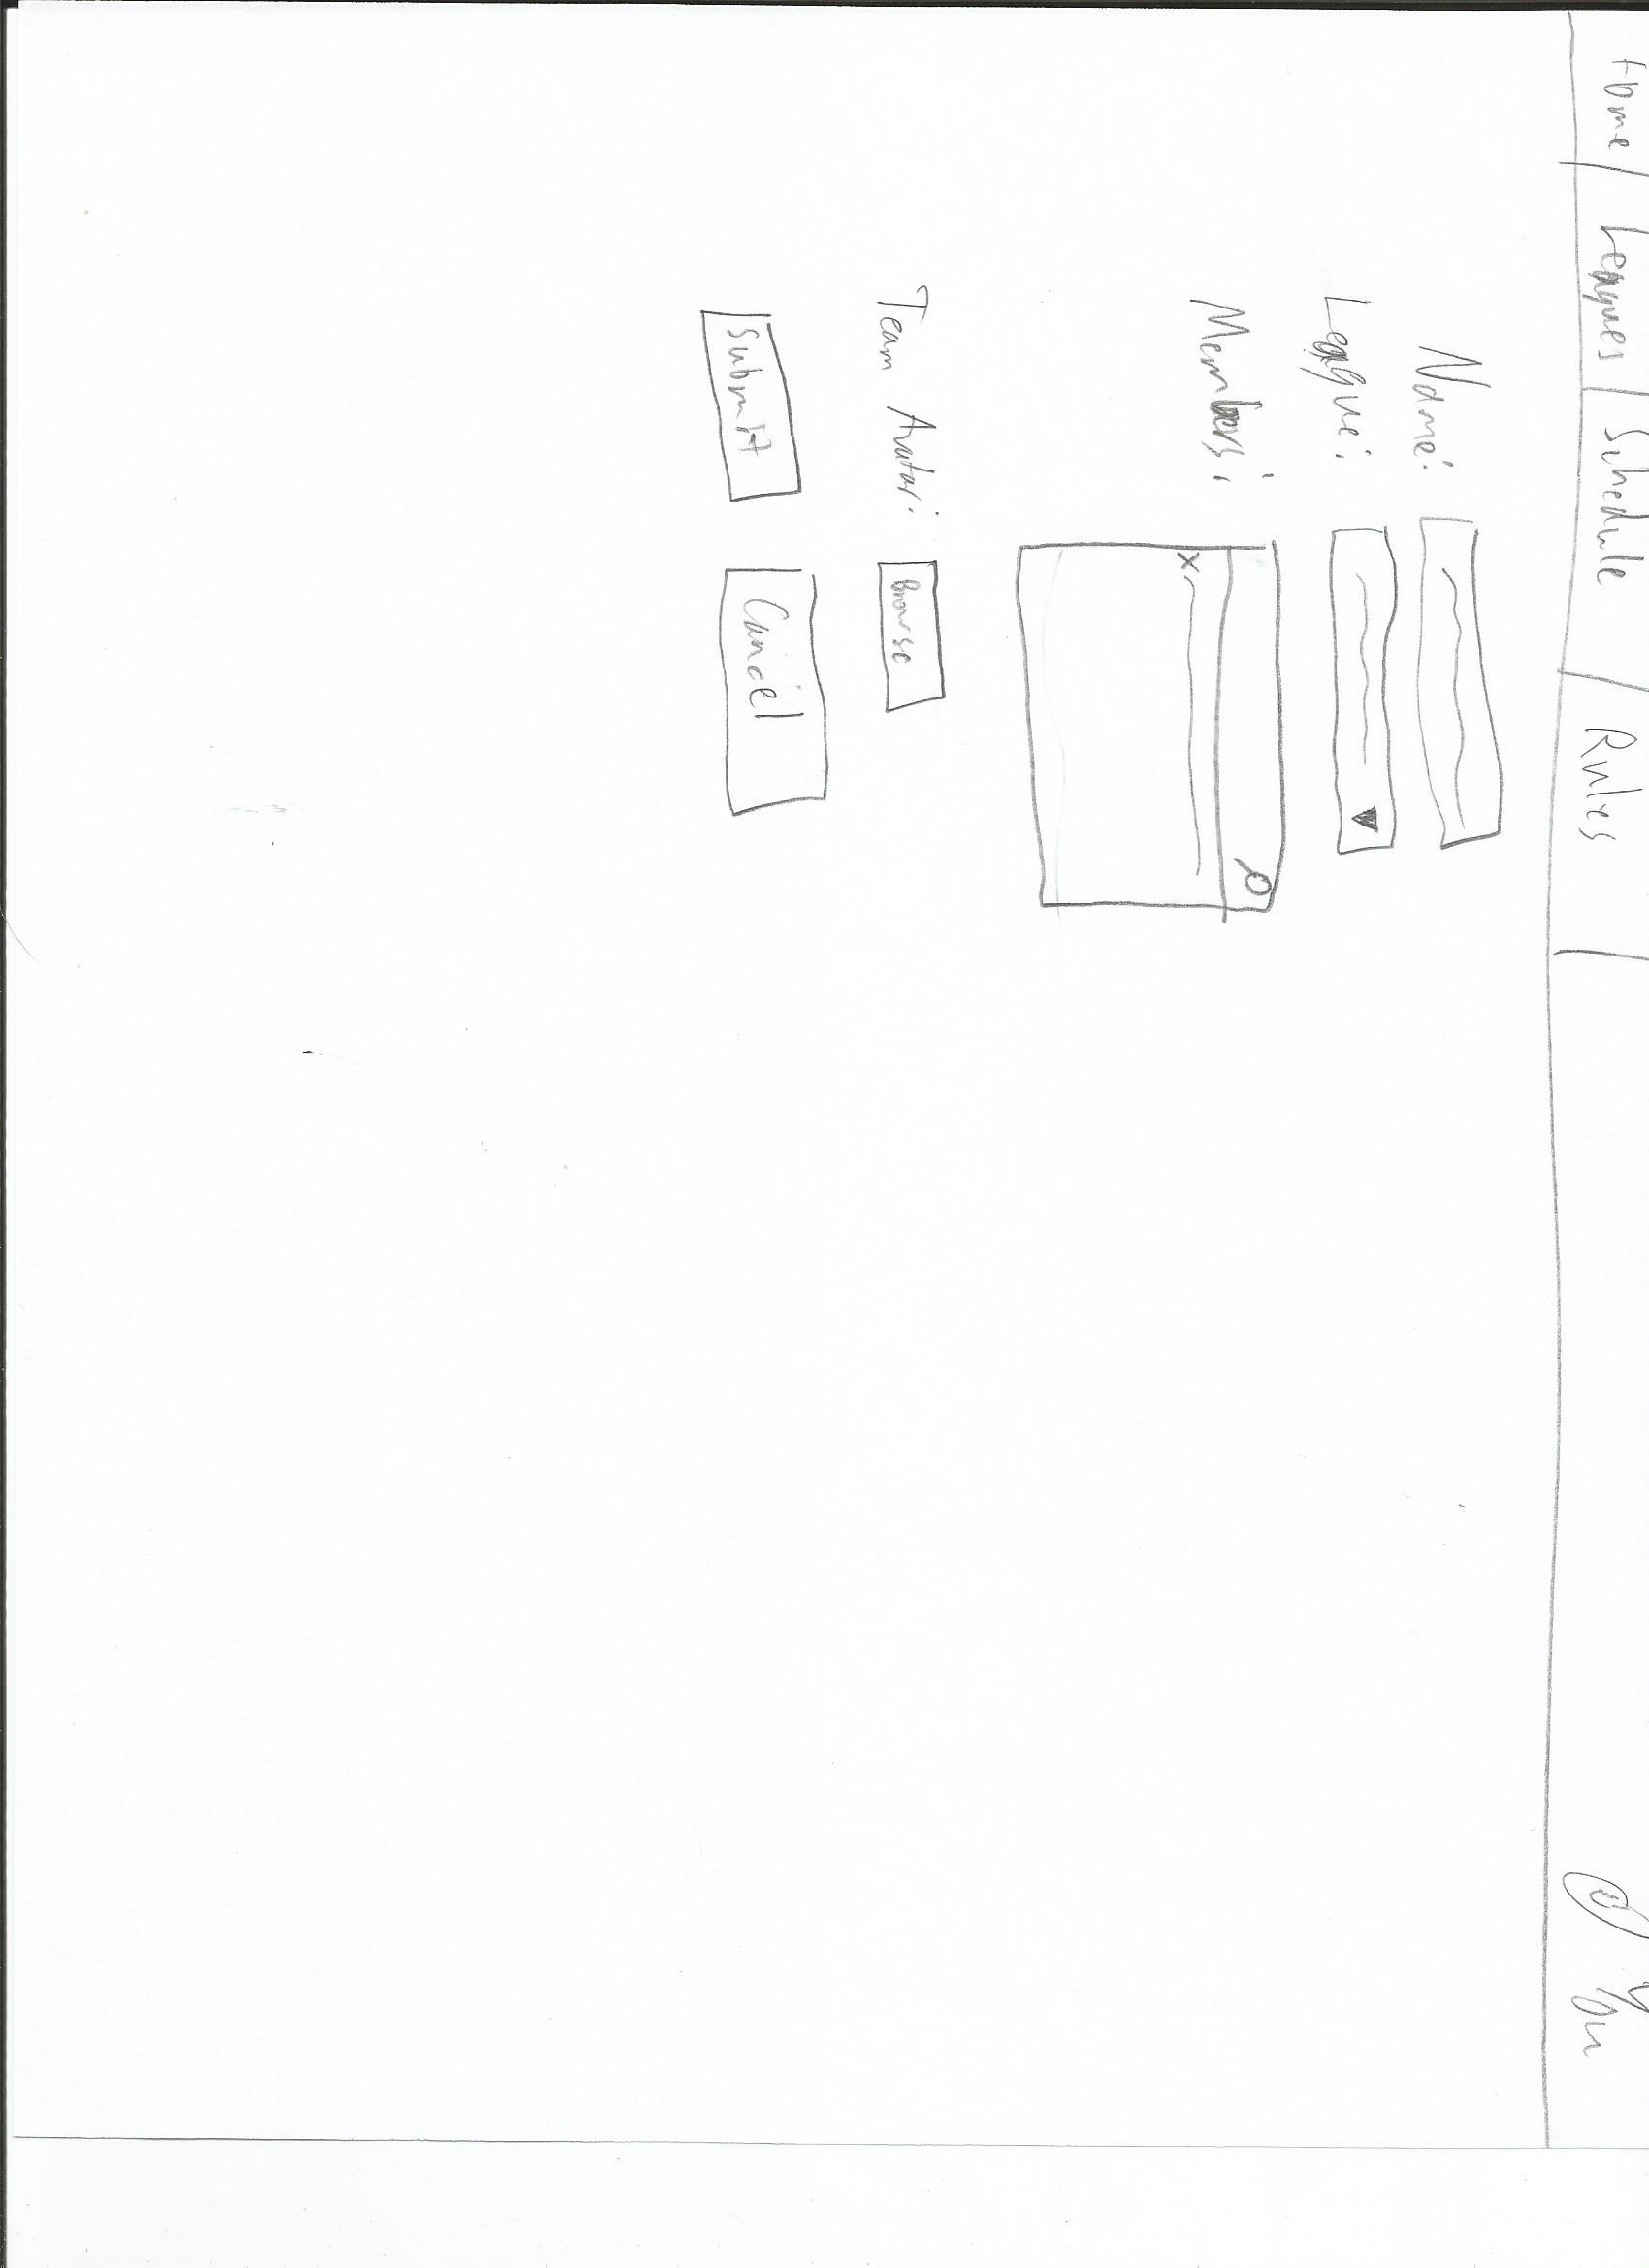 Home / Leagues | Schedule / Rules /
Name:
League:
Members:
x
Team Avatar:
Browse
Submit
Cancel